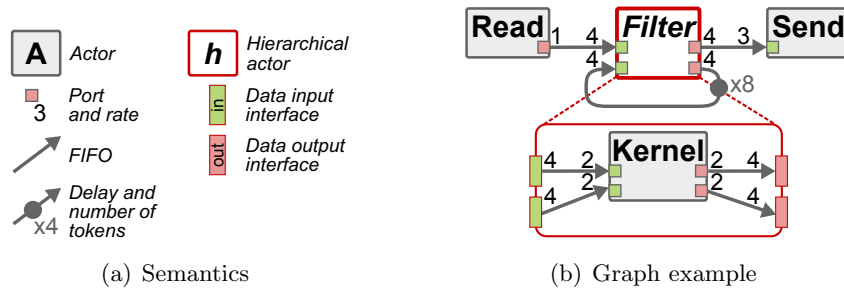 A Actor
3 Port and rate
FIFO
x4 Delay and number of tokens
h Hierarchical actor
in Data input interface
out Data output interface
(a) Semantics
Read Filter Send
1 4 4 3
4 4
x8
Kernel
4 2 2 4
4 2 2 4
(b) Graph example